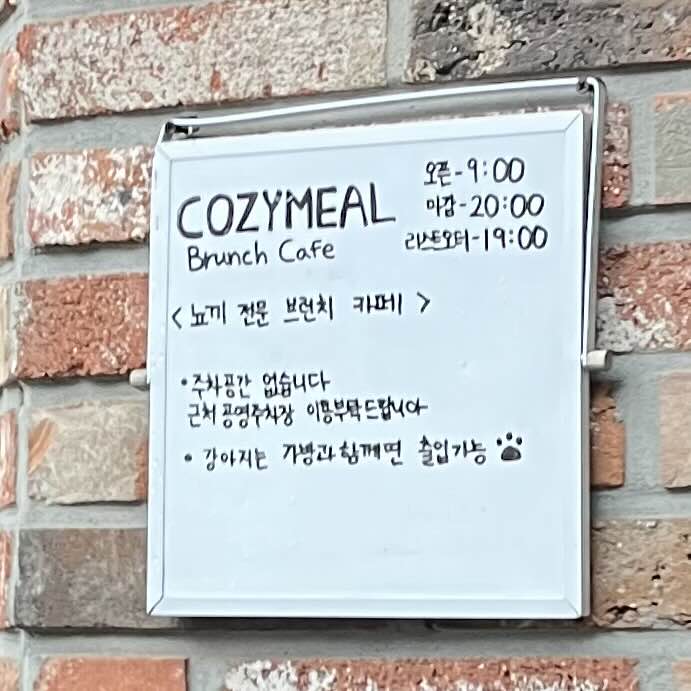 COZYMEAL
Brunch Cafe
오픈-9:00
마감-20:00
라스트오더-19:00
< 뇨끼 전문 브런치 카페 >
• 주차공간 없습니다
근처 공영주차장 이용부탁드립니다
• 강아지는 가방과 함께면 출입가능